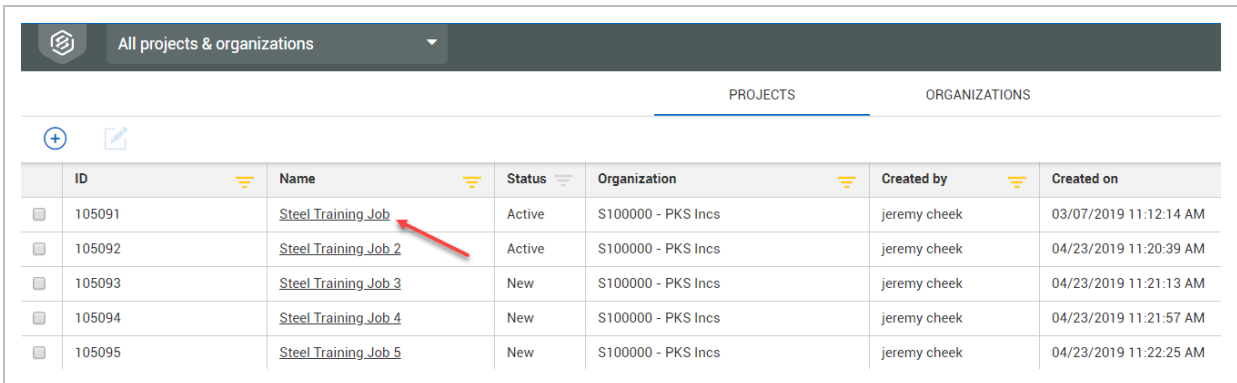 All projects & organizations
PROJECTS ORGANIZATIONS
ID Name Status Organization Created by Created on
105091 Steel Training Job Active S100000 - PKS Incs jeremy cheek 03/07/2019 11:12:14 AM
105092 Steel Training Job 2 Active S100000 - PKS Incs jeremy cheek 04/23/2019 11:20:39 AM
105093 Steel Training Job 3 New S100000 - PKS Incs jeremy cheek 04/23/2019 11:21:13 AM
105094 Steel Training Job 4 New S100000 - PKS Incs jeremy cheek 04/23/2019 11:21:57 AM
105095 Steel Training Job 5 New S100000 - PKS Incs jeremy cheek 04/23/2019 11:22:25 AM